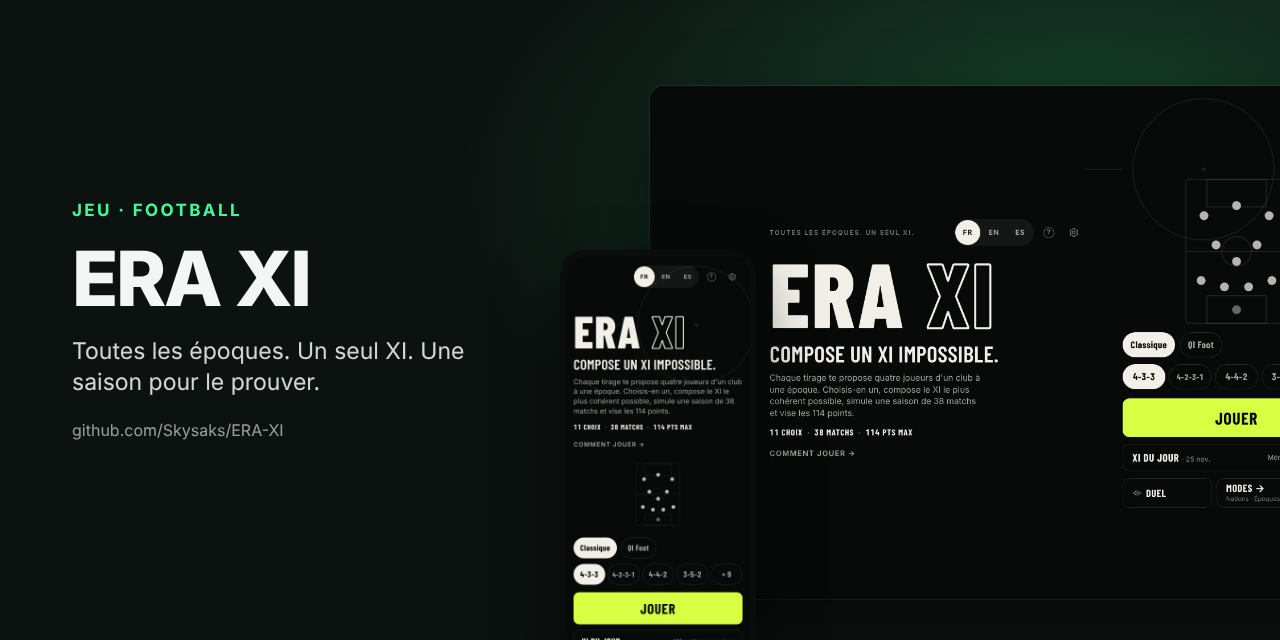 JEU · FOOTBALL
ERA XI
Toutes les époques. Un seul XI. Une
saison pour le prouver.
github.com/Skysaks/ERA-XI
FR EN ES ?
ERA XI
COMPOSE UN XI IMPOSSIBLE.
Chaque tirage te propose quatre joueurs d'un club
à une époque. Choisis-en un, compose le XI le
plus cohérent possible, simule une saison de 38
matchs et vise les 114 points.
11 CHOIX · 38 MATCHS · 114 PTS MAX
COMMENT JOUER →
Classique QI Foot
4-3-3 4-2-3-1 4-4-2 3-5-2 + 9
JOUER
XI DU JOUR
TOUTES LES ÉPOQUES. UN SEUL XI.
FR EN ES ?
ERA XI
COMPOSE UN XI IMPOSSIBLE.
Chaque tirage te propose quatre joueurs d'un club à
une époque. Choisis-en un, compose le XI le plus
cohérent possible, simule une saison de 38 matchs
et vise les 114 points.
11 CHOIX · 38 MATCHS · 114 PTS MAX
COMMENT JOUER →
Classique QI Foot
4-3-3 4-2-3-1 4-4-2 3-
JOUER
XI DU JOUR · 25 nov.
DUEL
MODES →
Nations · Époques